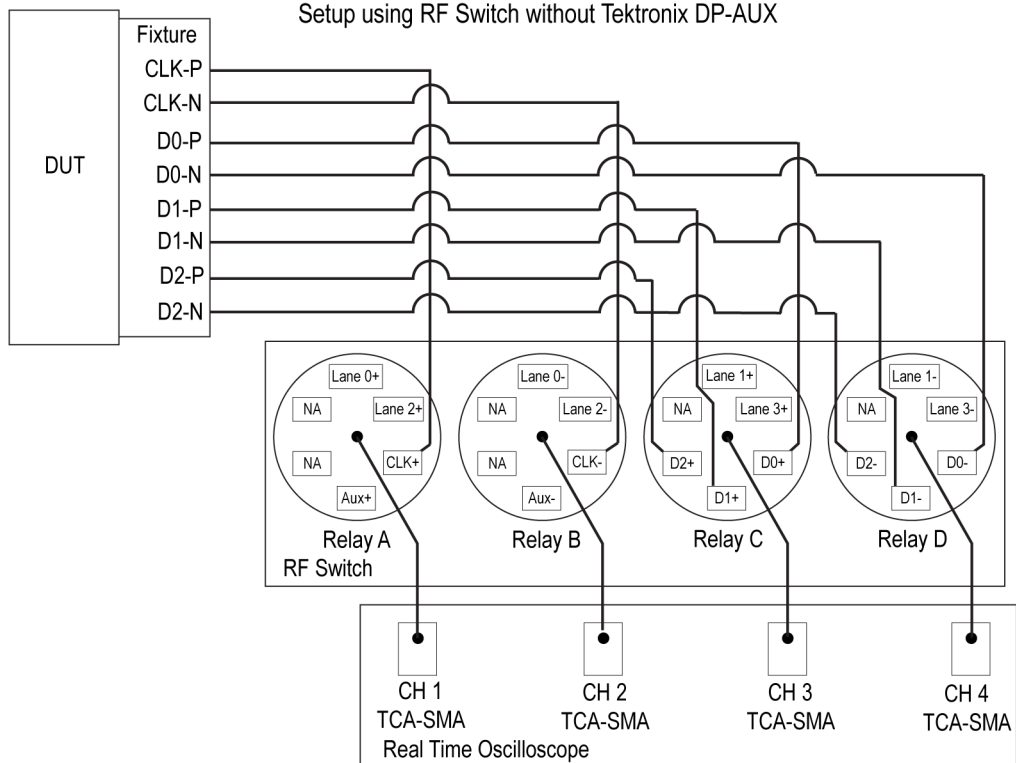 Setup using RF Switch without Tektronix DP-AUX
DUT
Fixture
CLK-P
CLK-N
D0-P
D0-N
D1-P
D1-N
D2-P
D2-N
Lane 0+
NA
Lane 2+
NA
CLK+
Aux+
Relay A
Lane 0-
NA
Lane 2-
NA
CLK-
Aux-
Relay B
Lane 1+
NA
Lane 3+
D2+
D0+
D1+
Relay C
Lane 1-
NA
Lane 3-
D2-
D0-
D1-
Relay D
RF Switch
CH 1
TCA-SMA
CH 2
TCA-SMA
CH 3
TCA-SMA
CH 4
TCA-SMA
Real Time Oscilloscope